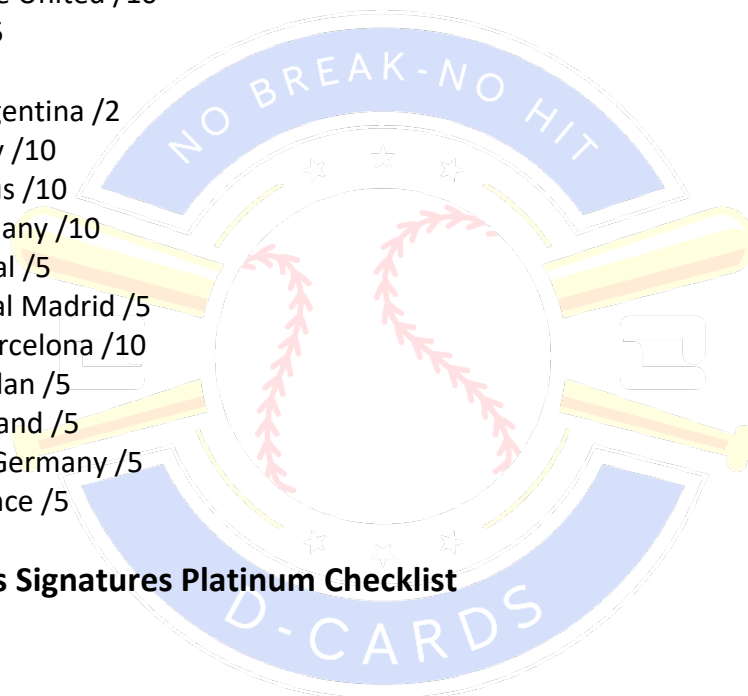 e United /10
gentina /2
y /10
us /10
any /10
al /5
al Madrid /5
rcelona /10
lan /5
and /5
Germany /5
nce /5
s Signatures Platinum Checklist
NO BREAK-NO HIT
D-CARDS